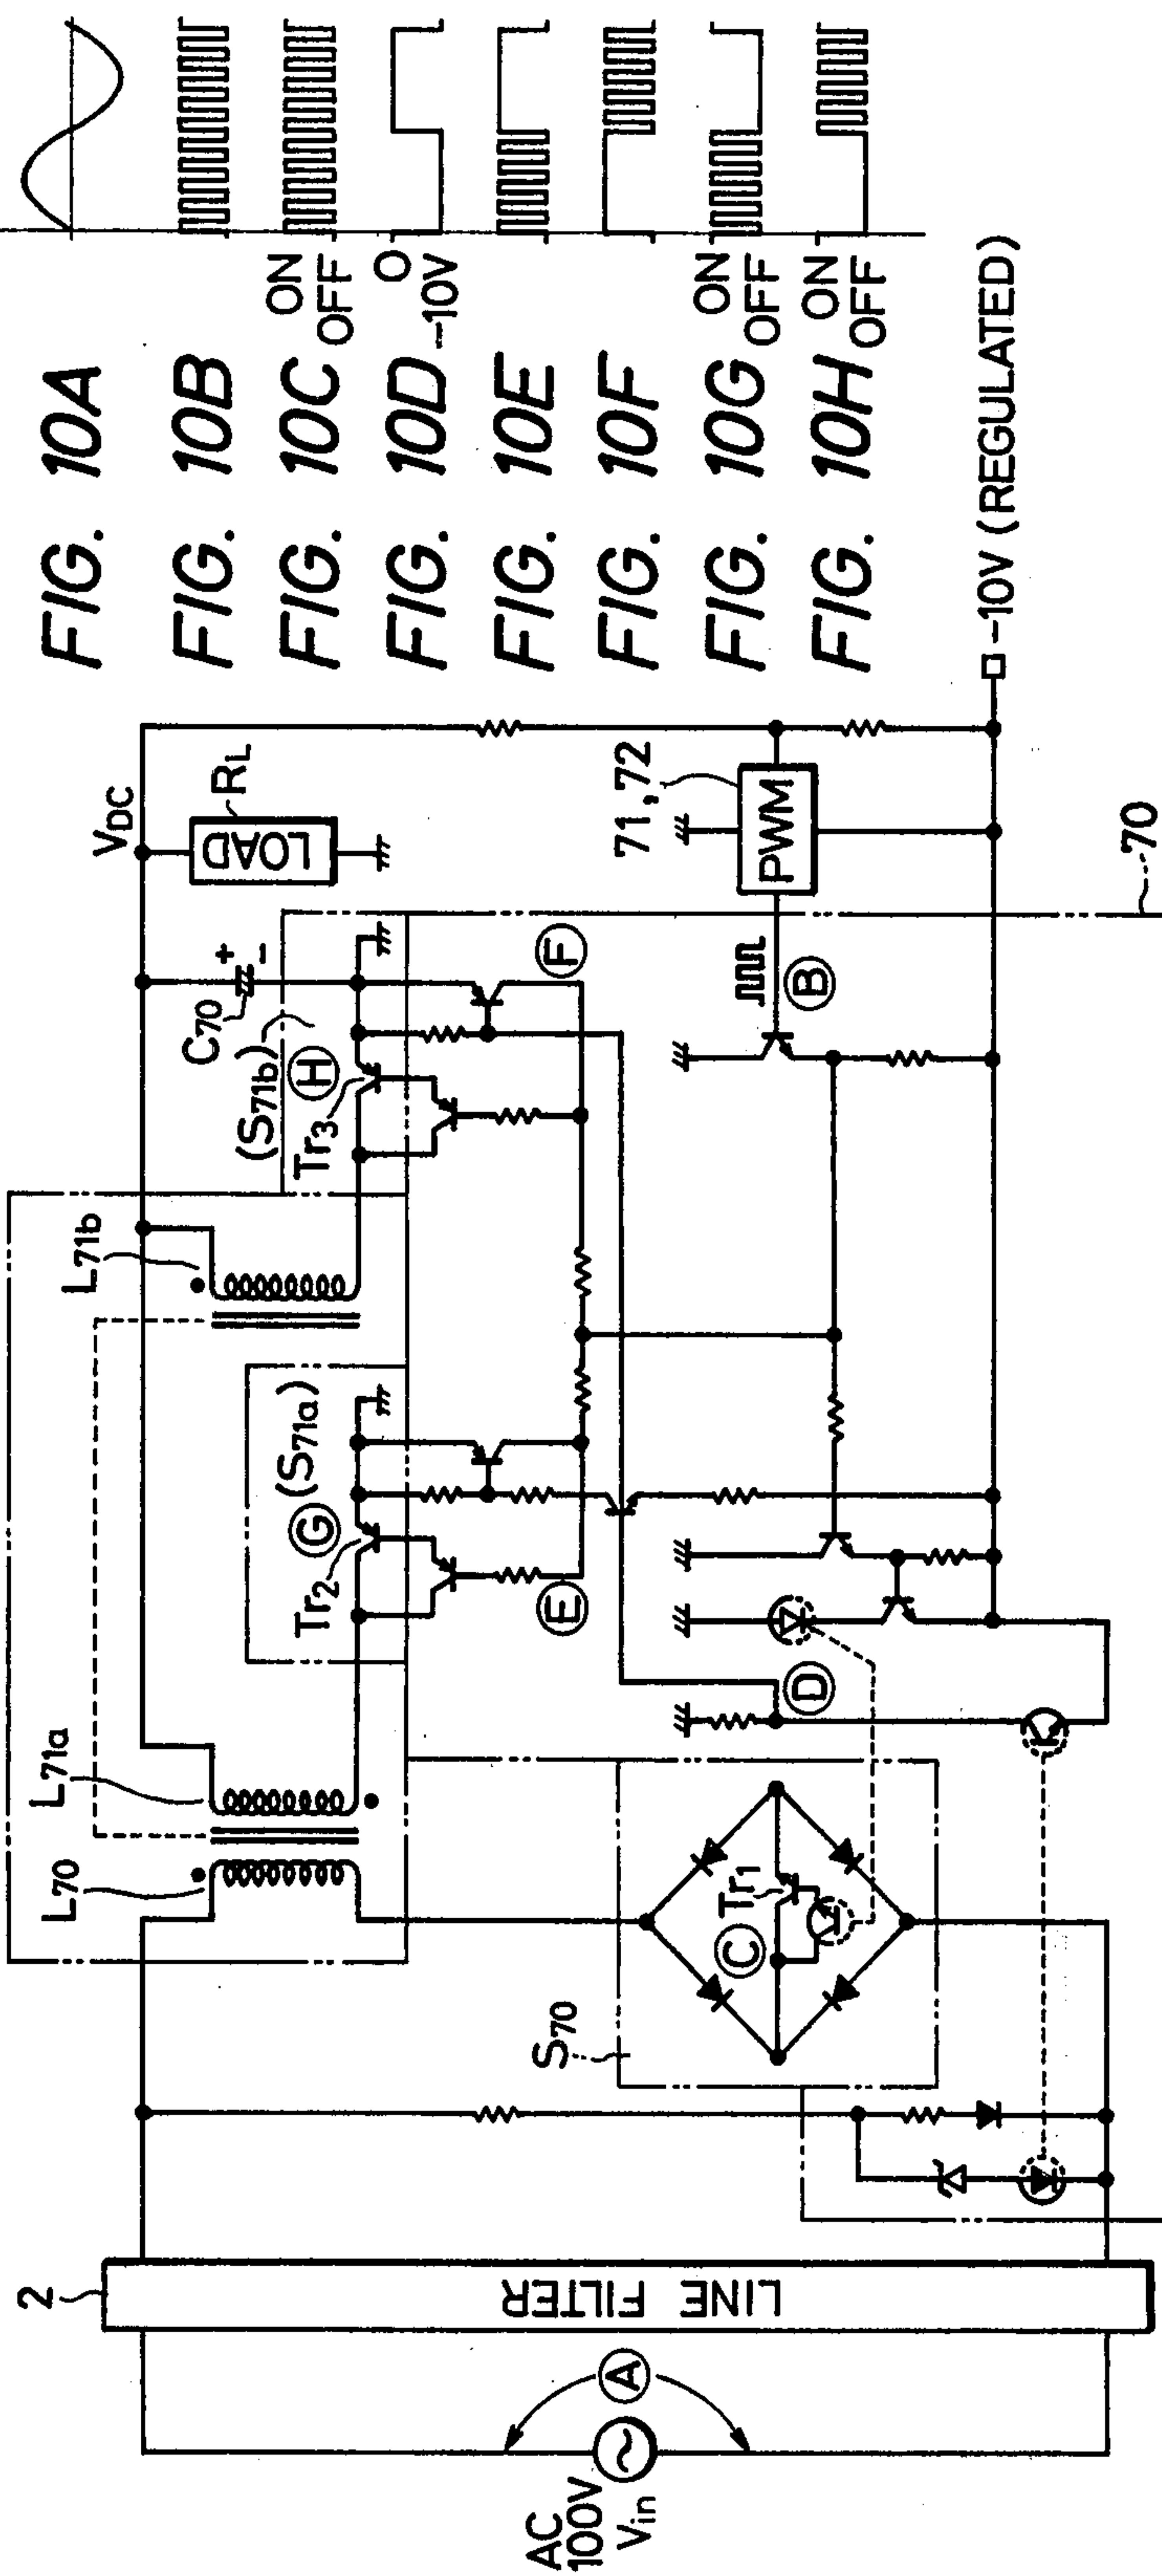 FIG. 10A
FIG. 10B
FIG. 10C ON OFF
FIG. 10D O -10V
FIG. 10E
FIG. 10F
FIG. 10G ON OFF
FIG. 10H ON OFF
2
LINE FILTER
AC
100V
Vin
A
L70
L71a
L71b
VDC
RL
LOAD
C70
+
-
(S71a)
G
Tr2
(S71b)
H
Tr3
E
F
S70
C
Tr1
D
B
71, 72
PWM
-10V (REGULATED)
70